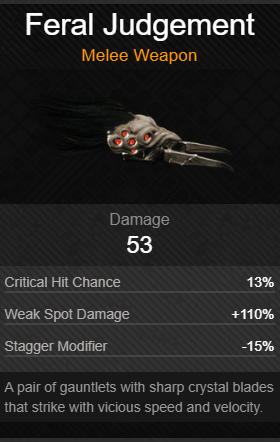 Feral Judgement
Melee Weapon
Damage
53
Critical Hit Chance 13%
Weak Spot Damage +110%
Stagger Modifier -15%
A pair of gauntlets with sharp crystal blades
that strike with vicious speed and velocity.